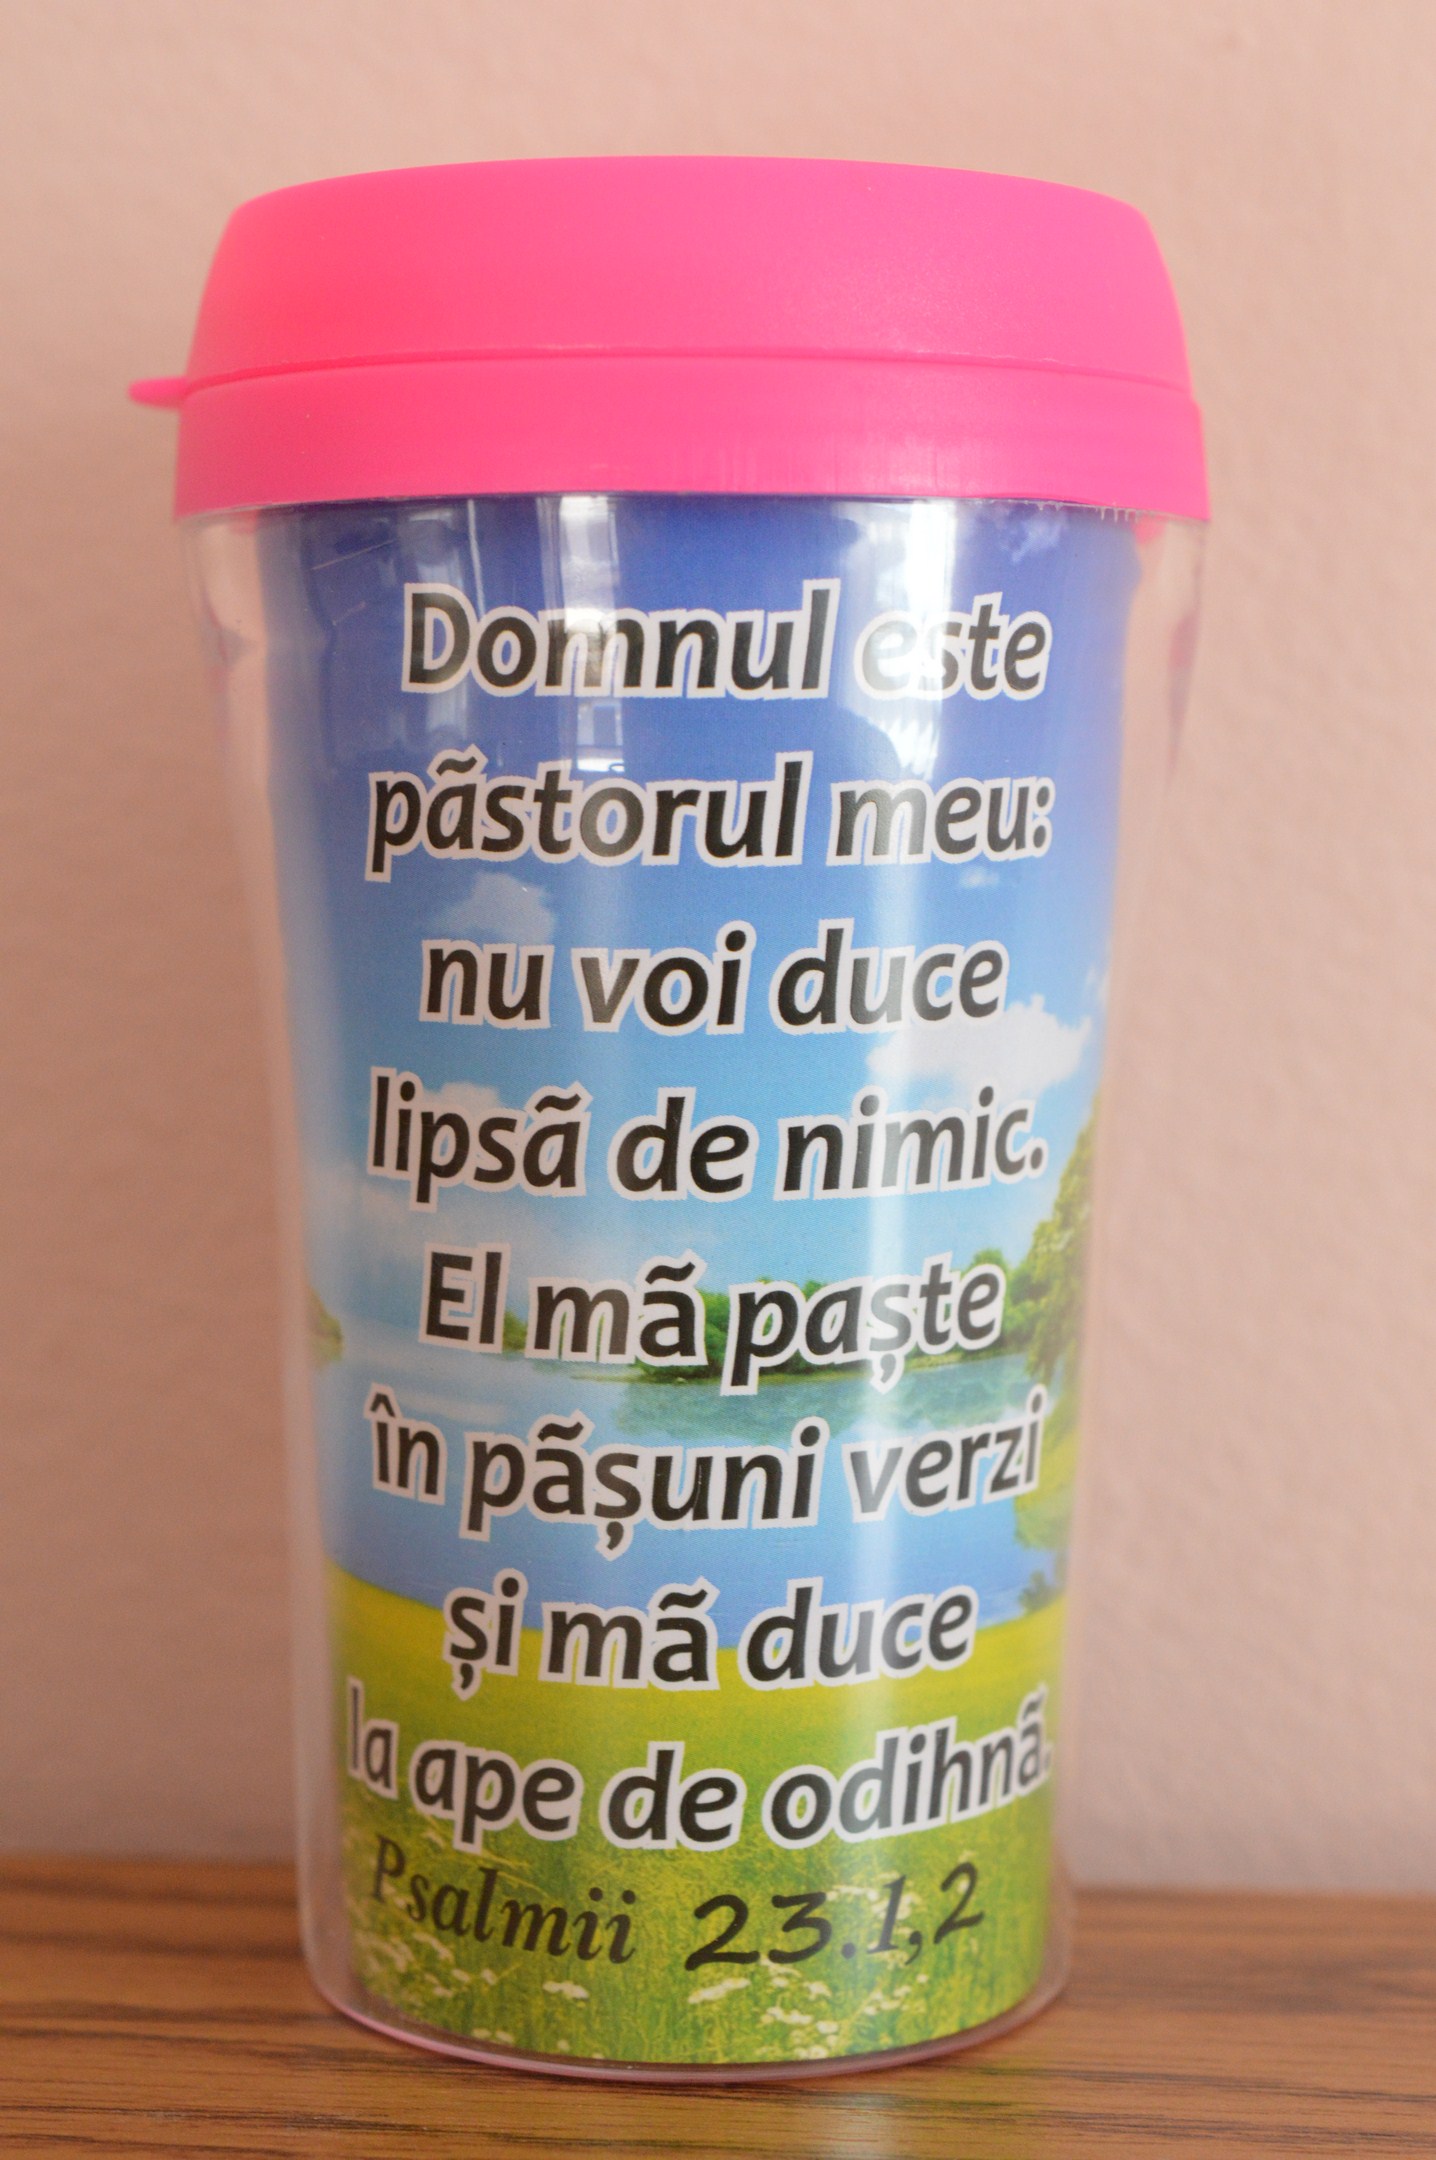 Domnul este
pãstorul meu:
nu voi duce
lipsã de nimic.
El mã paște
în pãșuni verzi
și mã duce
la ape de odihnã.
Psalmii 23.1,2